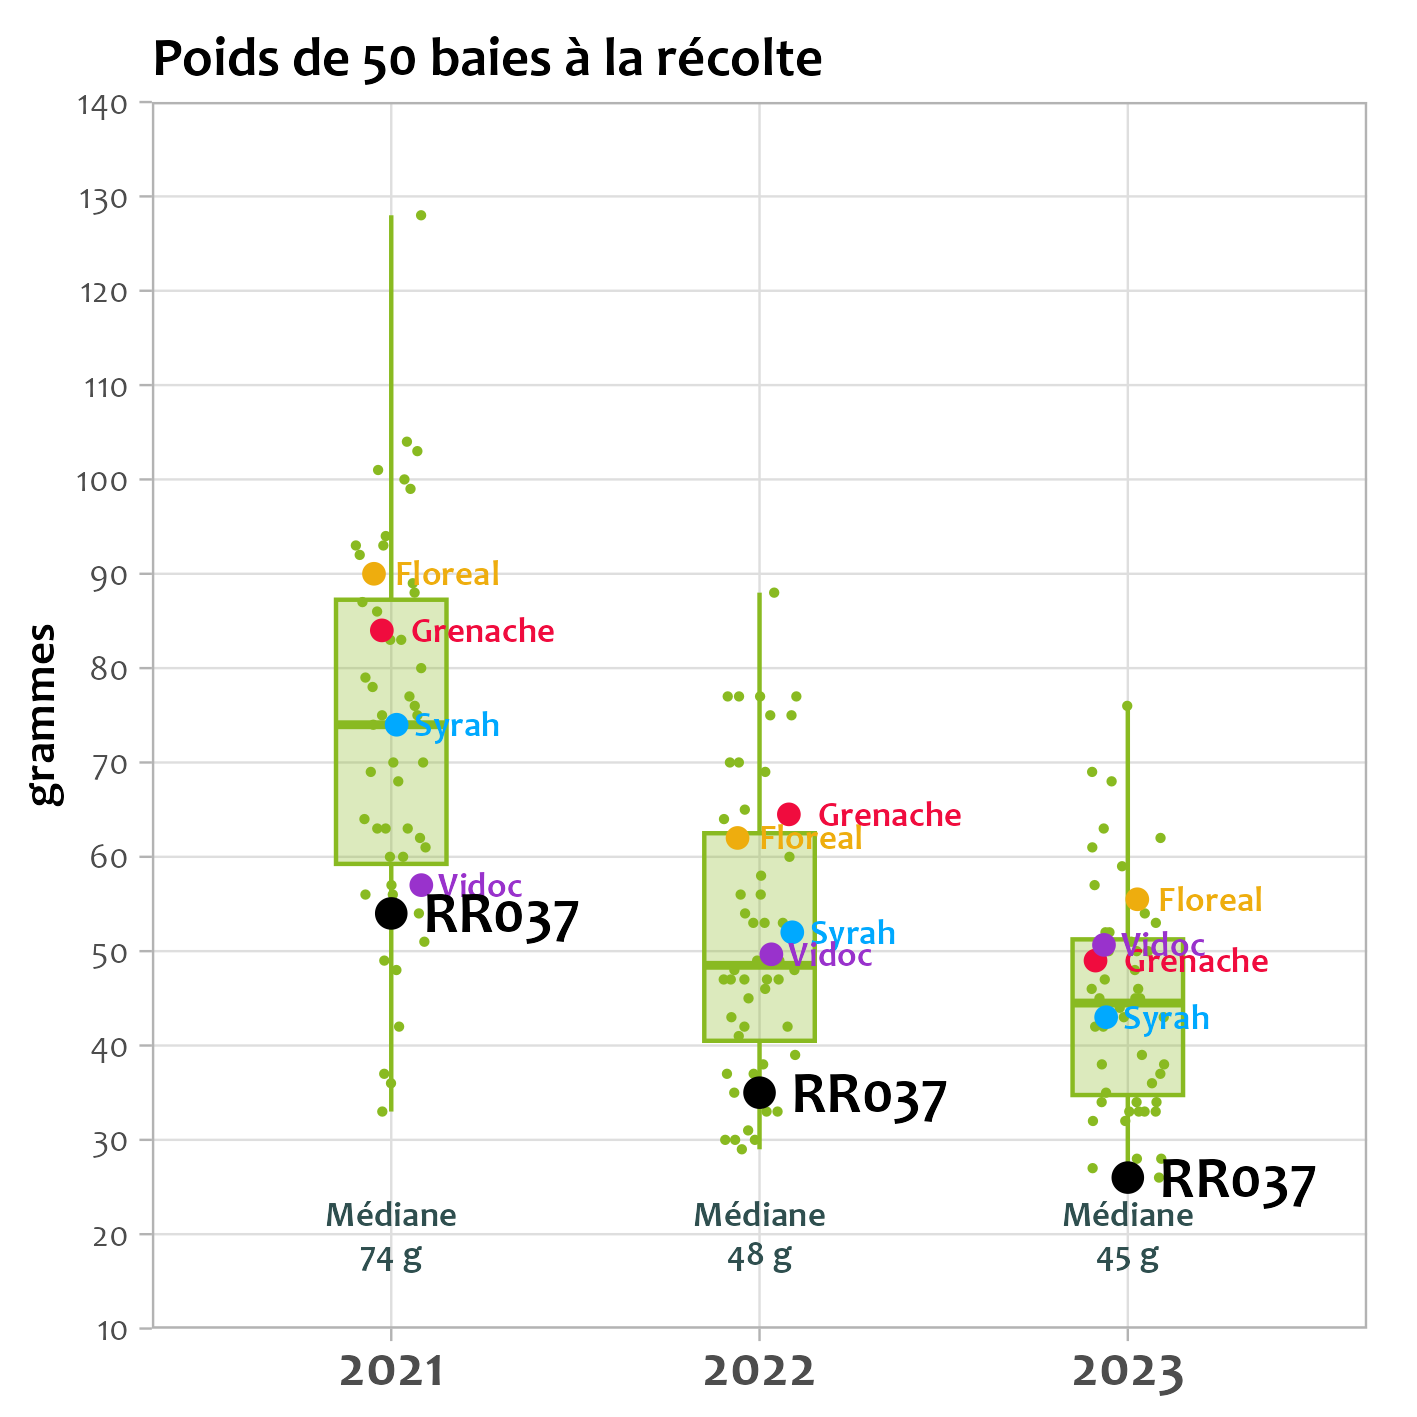 Poids de 50 baies à la récolte
grammes
140
130
120
110
100
90
80
70
60
50
40
30
20
10
Floreal
Grenache
Syrah
Vidoc
RR037
Médiane
74 g
Grenache
Floreal
Syrah
Vidoc
RR037
Médiane
48 g
Floreal
Vidoc
Grenache
Syrah
RR037
Médiane
45 g
2021
2022
2023